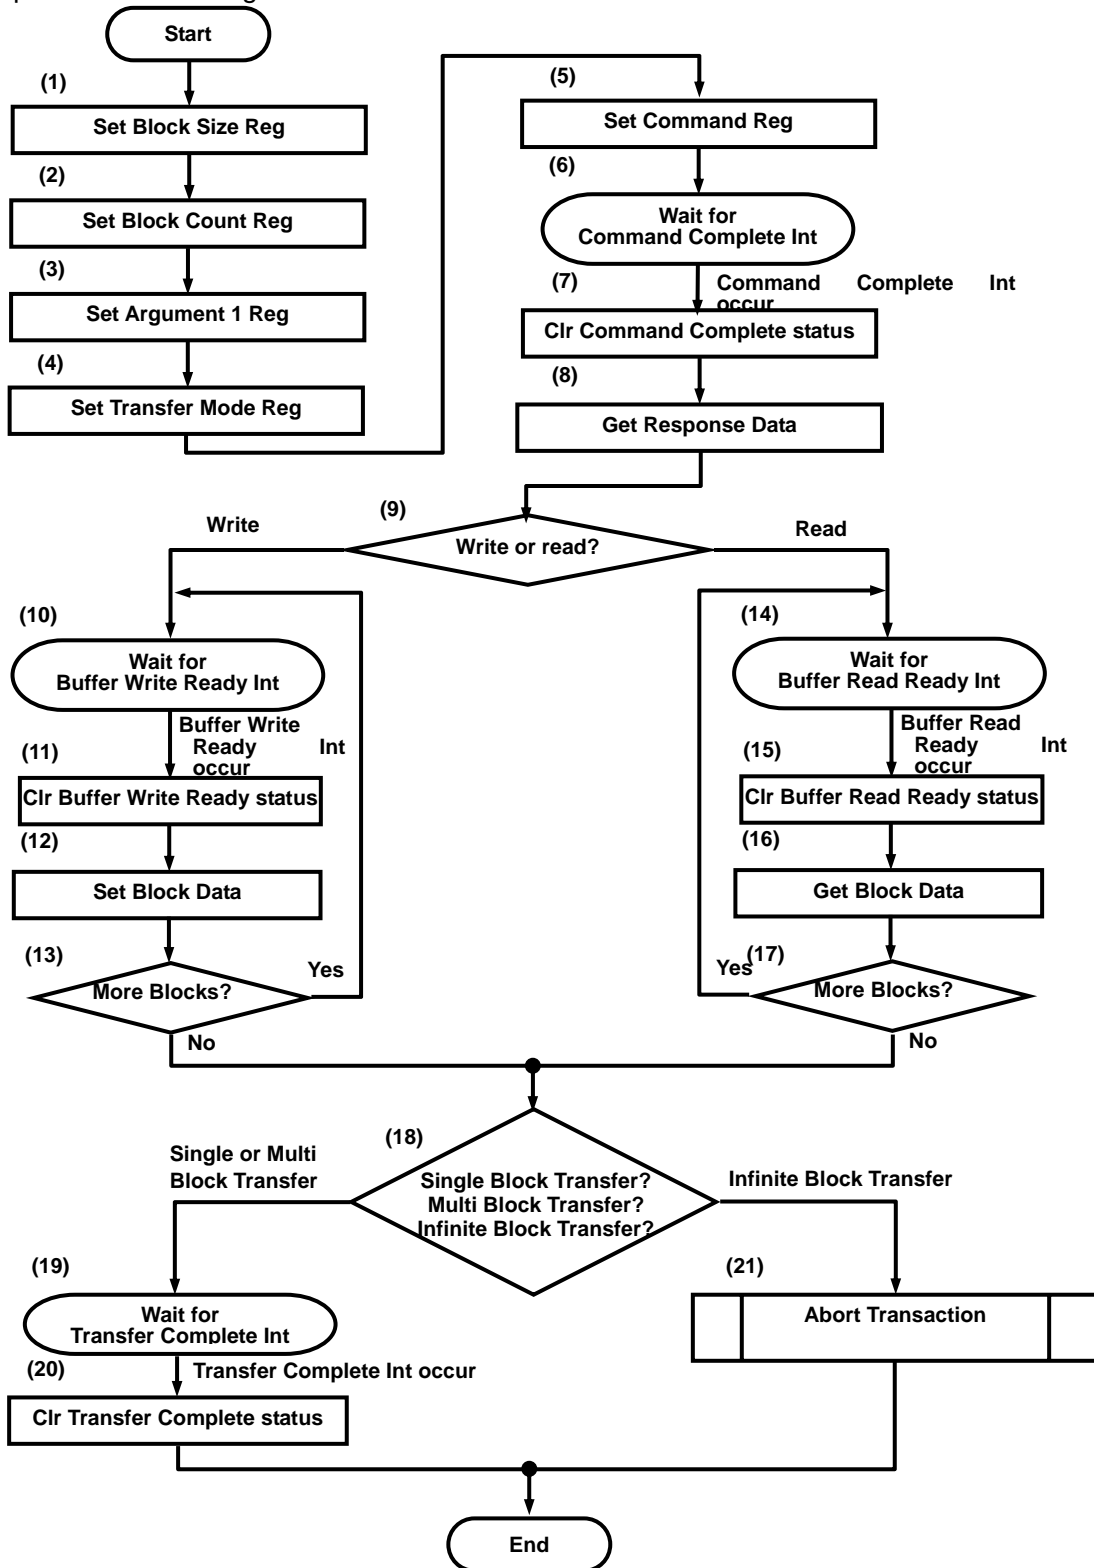 Start
(1)
Set Block Size Reg
(2)
Set Block Count Reg
(3)
Set Argument 1 Reg
(4)
Set Transfer Mode Reg
(5)
Set Command Reg
(6)
Wait for
Command Complete Int
(7)
Command Complete Int
occur
Clr Command Complete status
(8)
Get Response Data
(9)
Write or read?
Write
Read
(10)
Wait for
Buffer Write Ready Int
Buffer Write
Ready Int
occur
(11)
Clr Buffer Write Ready status
(12)
Set Block Data
(13)
More Blocks?
Yes
No
(14)
Wait for
Buffer Read Ready Int
Buffer Read
Ready Int
occur
(15)
Clr Buffer Read Ready status
(16)
Get Block Data
(17)
Yes
More Blocks?
No
(18)
Single Block Transfer?
Multi Block Transfer?
Infinite Block Transfer?
Single or Multi
Block Transfer
Infinite Block Transfer
(19)
Wait for
Transfer Complete Int
(20)
Transfer Complete Int occur
Clr Transfer Complete status
(21)
Abort Transaction
End